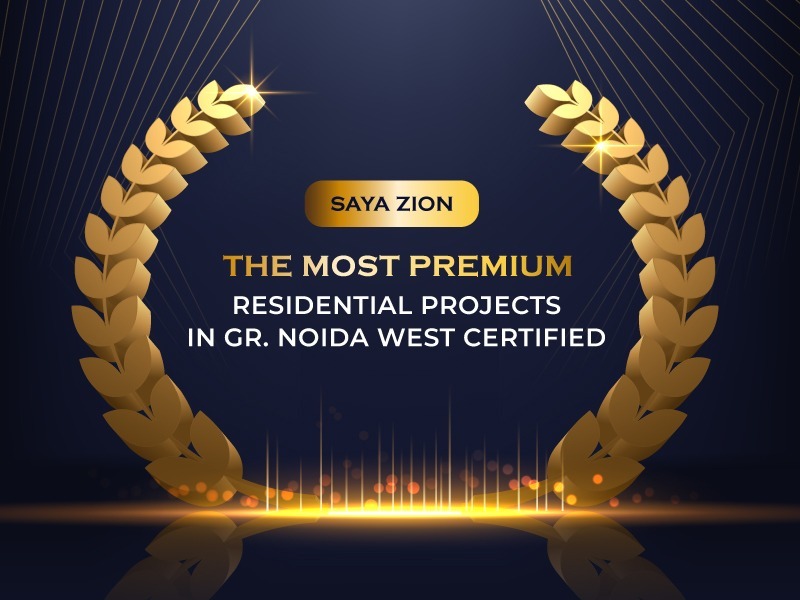 SAYA ZION
THE MOST PREMIUM
RESIDENTIAL PROJECTS
IN GR. NOIDA WEST CERTIFIED